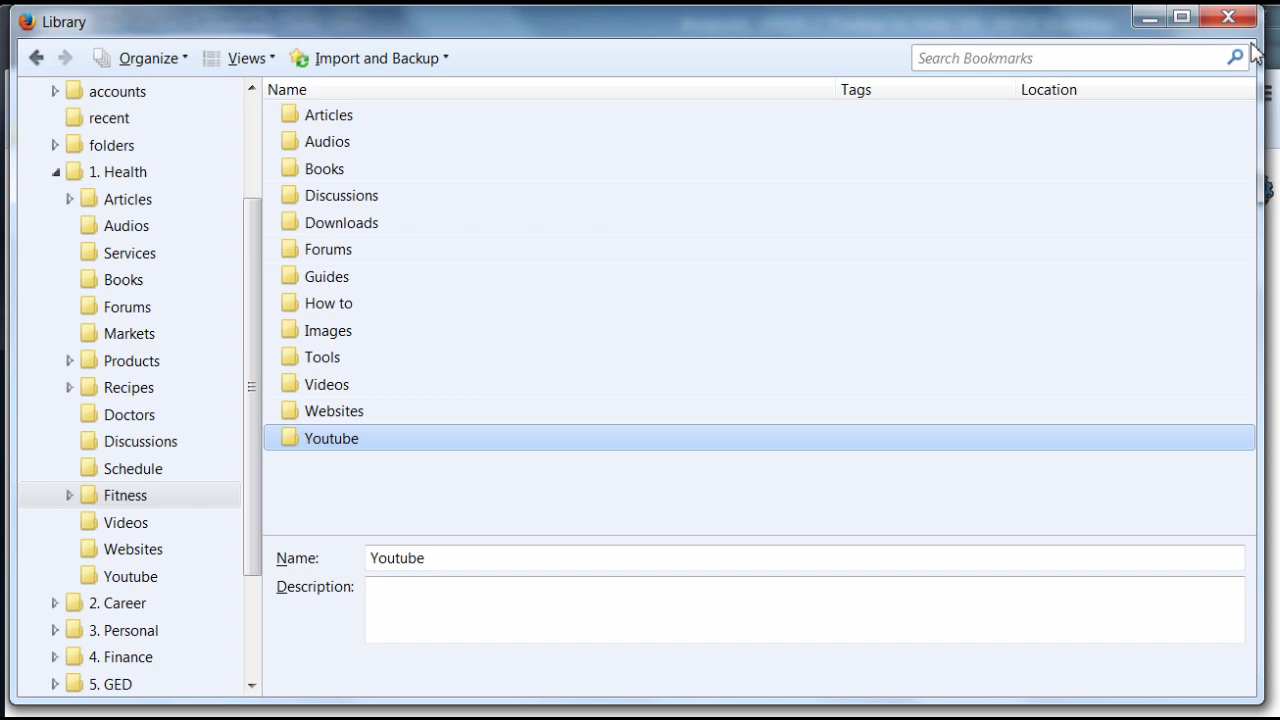 Library
Organize Views Import and Backup Search Bookmarks
Name Tags Location
accounts
recent
folders
1. Health
Articles
Audios
Services
Books
Forums
Markets
Products
Recipes
Doctors
Discussions
Schedule
Fitness
Videos
Websites
Youtube
2. Career
3. Personal
4. Finance
5. GED
Articles
Audios
Books
Discussions
Downloads
Forums
Guides
How to
Images
Tools
Videos
Websites
Youtube
Name: Youtube
Description: